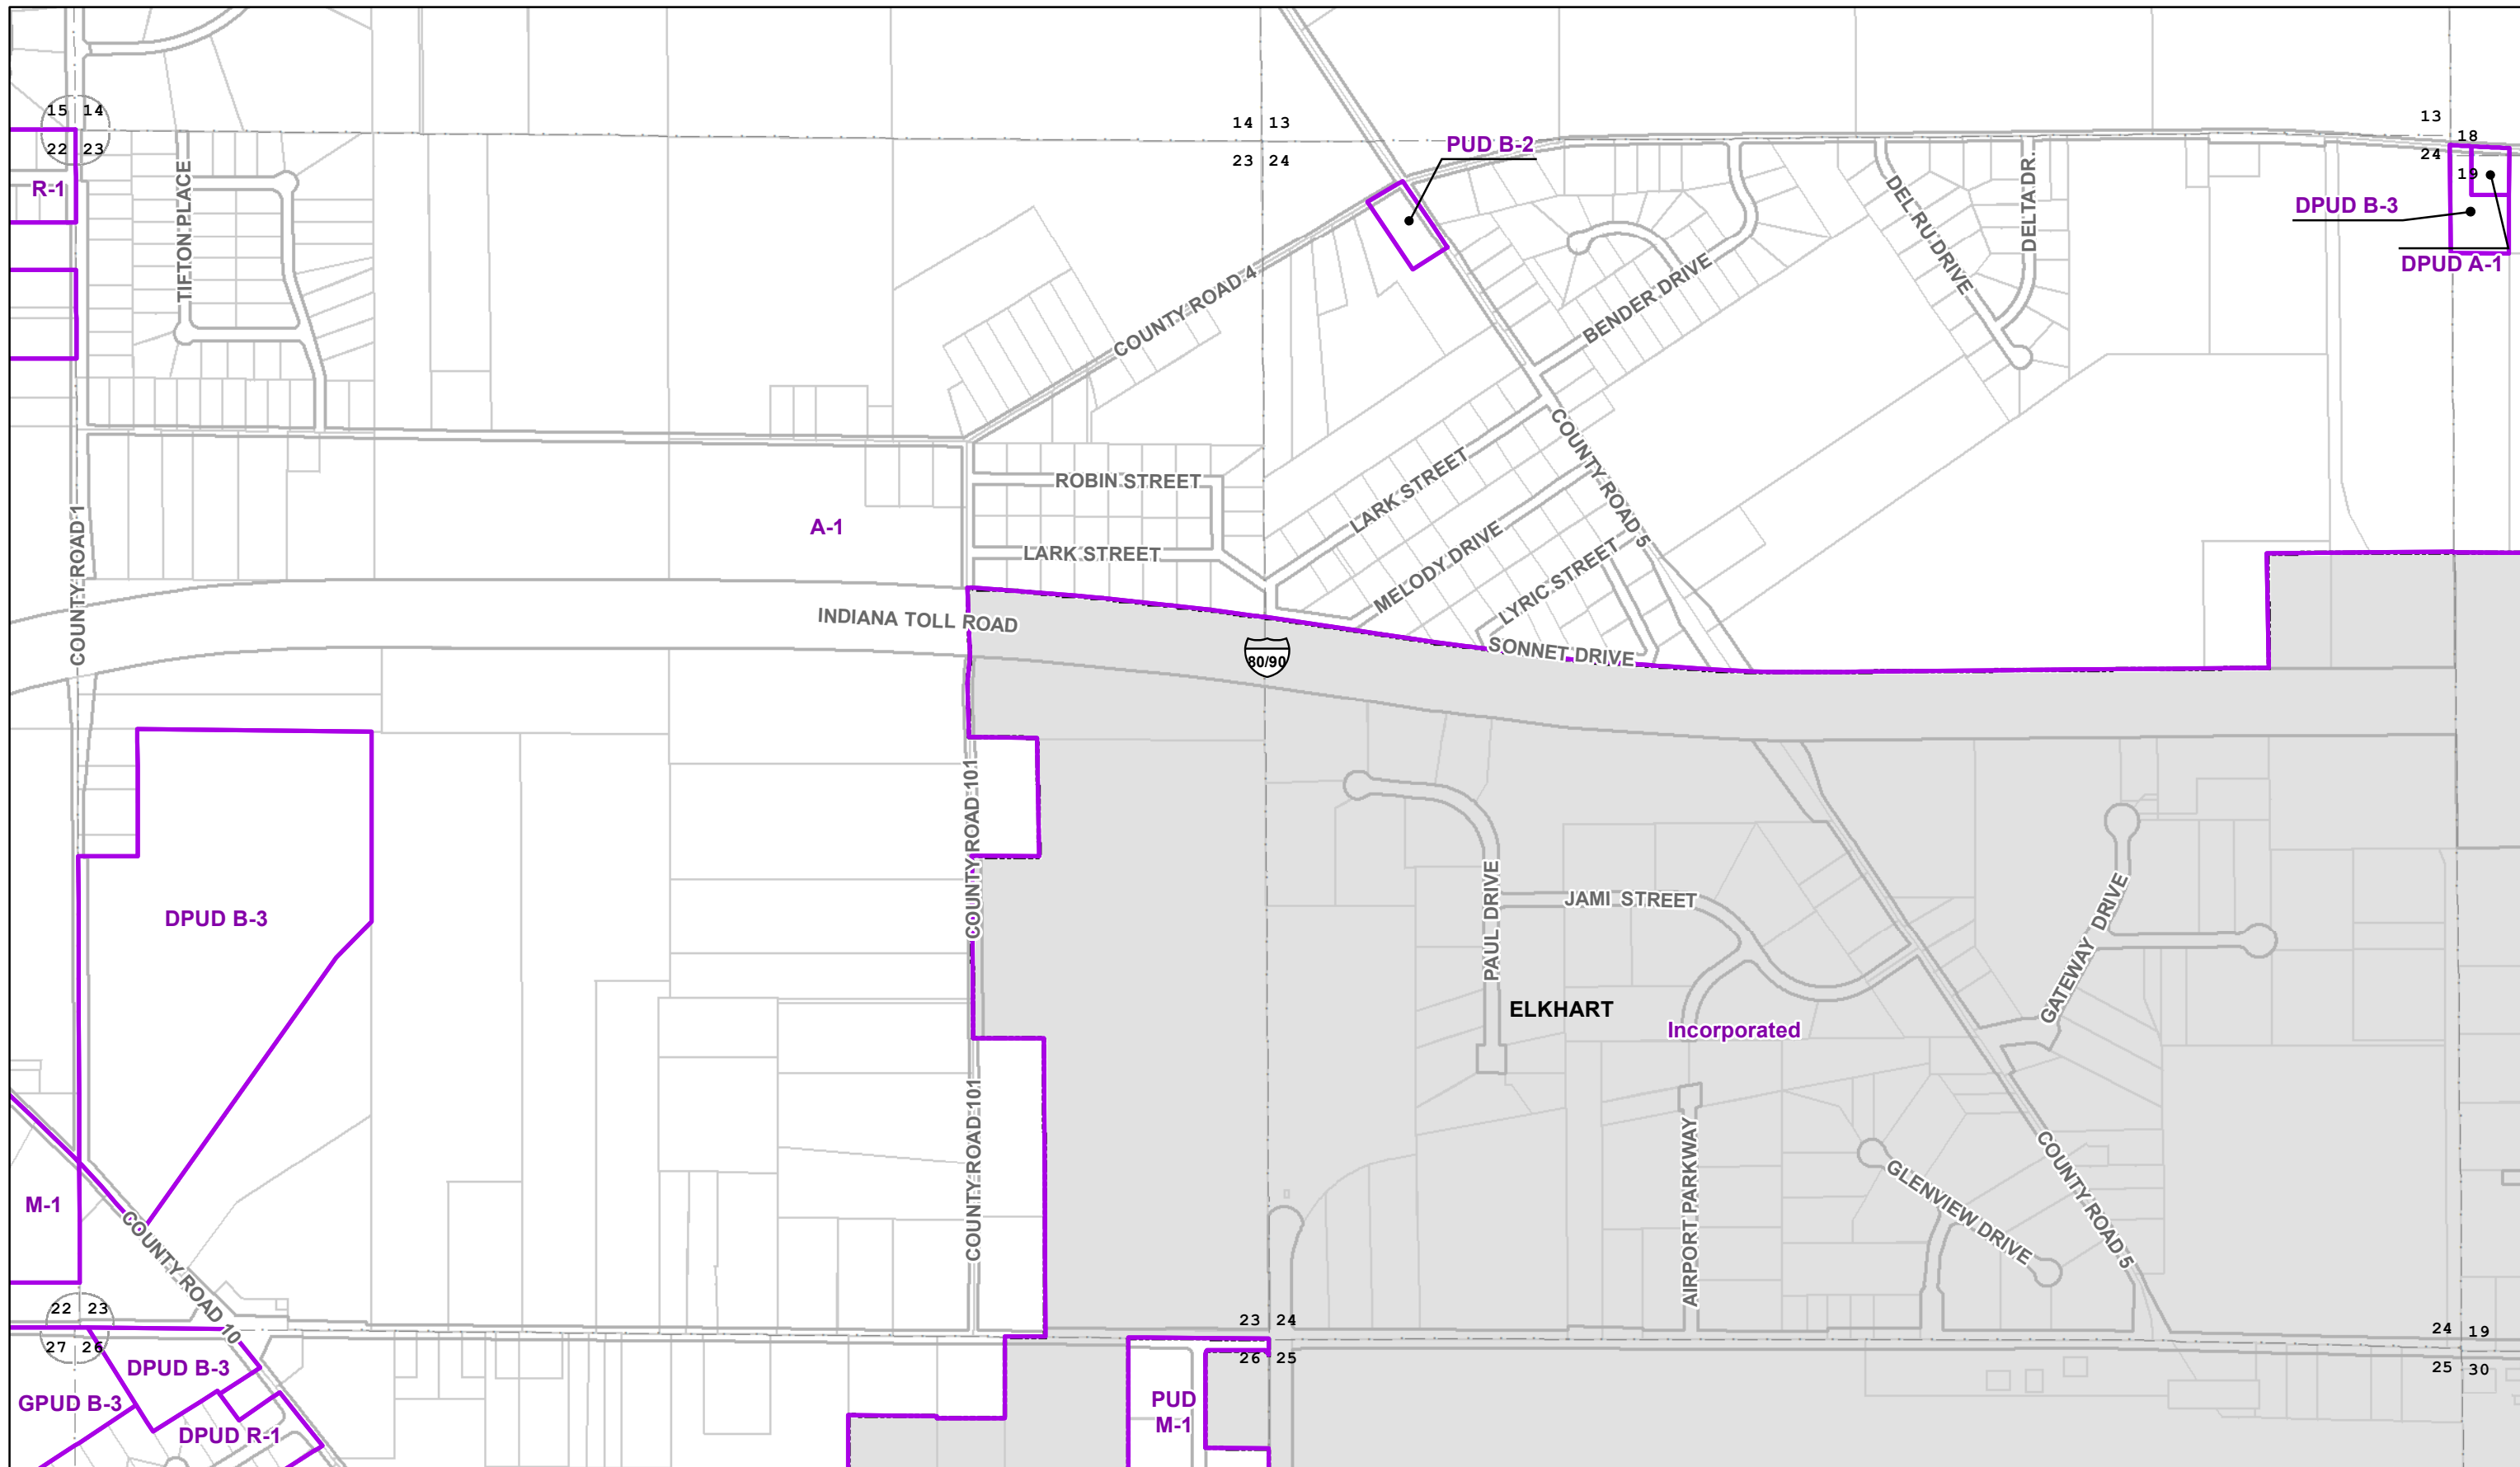 15 14
22 23
14 13
23 24
13
18
24
19
PUD B-2
R-1
DPUD B-3
DPUD A-1
TIFTON PLACE
DEL RU DRIVE
DELTA DR.
BENDER DRIVE
COUNTY ROAD 4
COUNTY ROAD 5
ROBIN STREET
LARK STREET
A-1
LARK STREET
MELODY DRIVE
LYRIC STREET
SONNET DRIVE
COUNTY ROAD 1
INDIANA TOLL ROAD
80/90
COUNTY ROAD 101
DPUD B-3
PAUL DRIVE
JAMI STREET
GATEWAY DRIVE
ELKHART
Incorporated
COUNTY ROAD 101
AIRPORT PARKWAY
GLENVIEW DRIVE
COUNTY ROAD 5
M-1
COUNTY ROAD 10
22 23
27 26
23 24
26 25
24 19
25 30
DPUD B-3
GPUD B-3
DPUD R-1
PUD
M-1